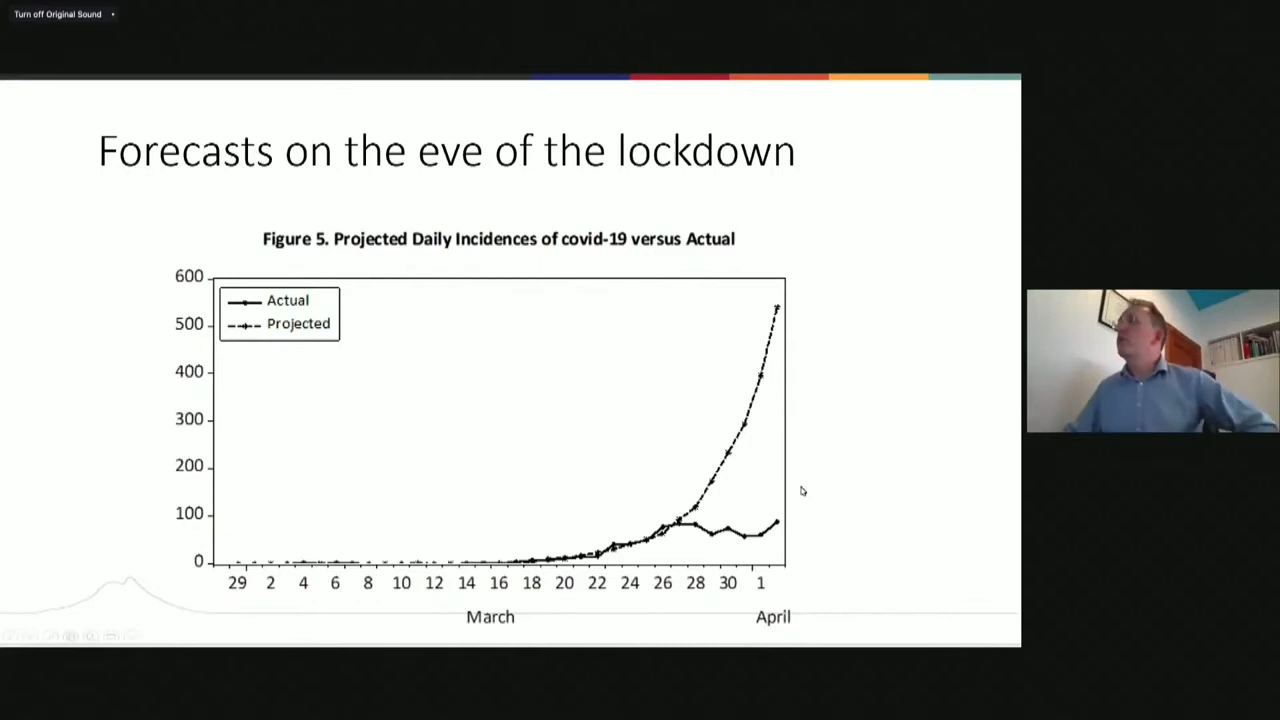 Turn off Original Sound
Forecasts on the eve of the lockdown
Figure 5. Projected Daily Incidences of covid-19 versus Actual
600
500
400
300
200
100
0
Actual
Projected
29 2 4 6 8 10 12 14 16 18 20 22 24 26 28 30 1
March April